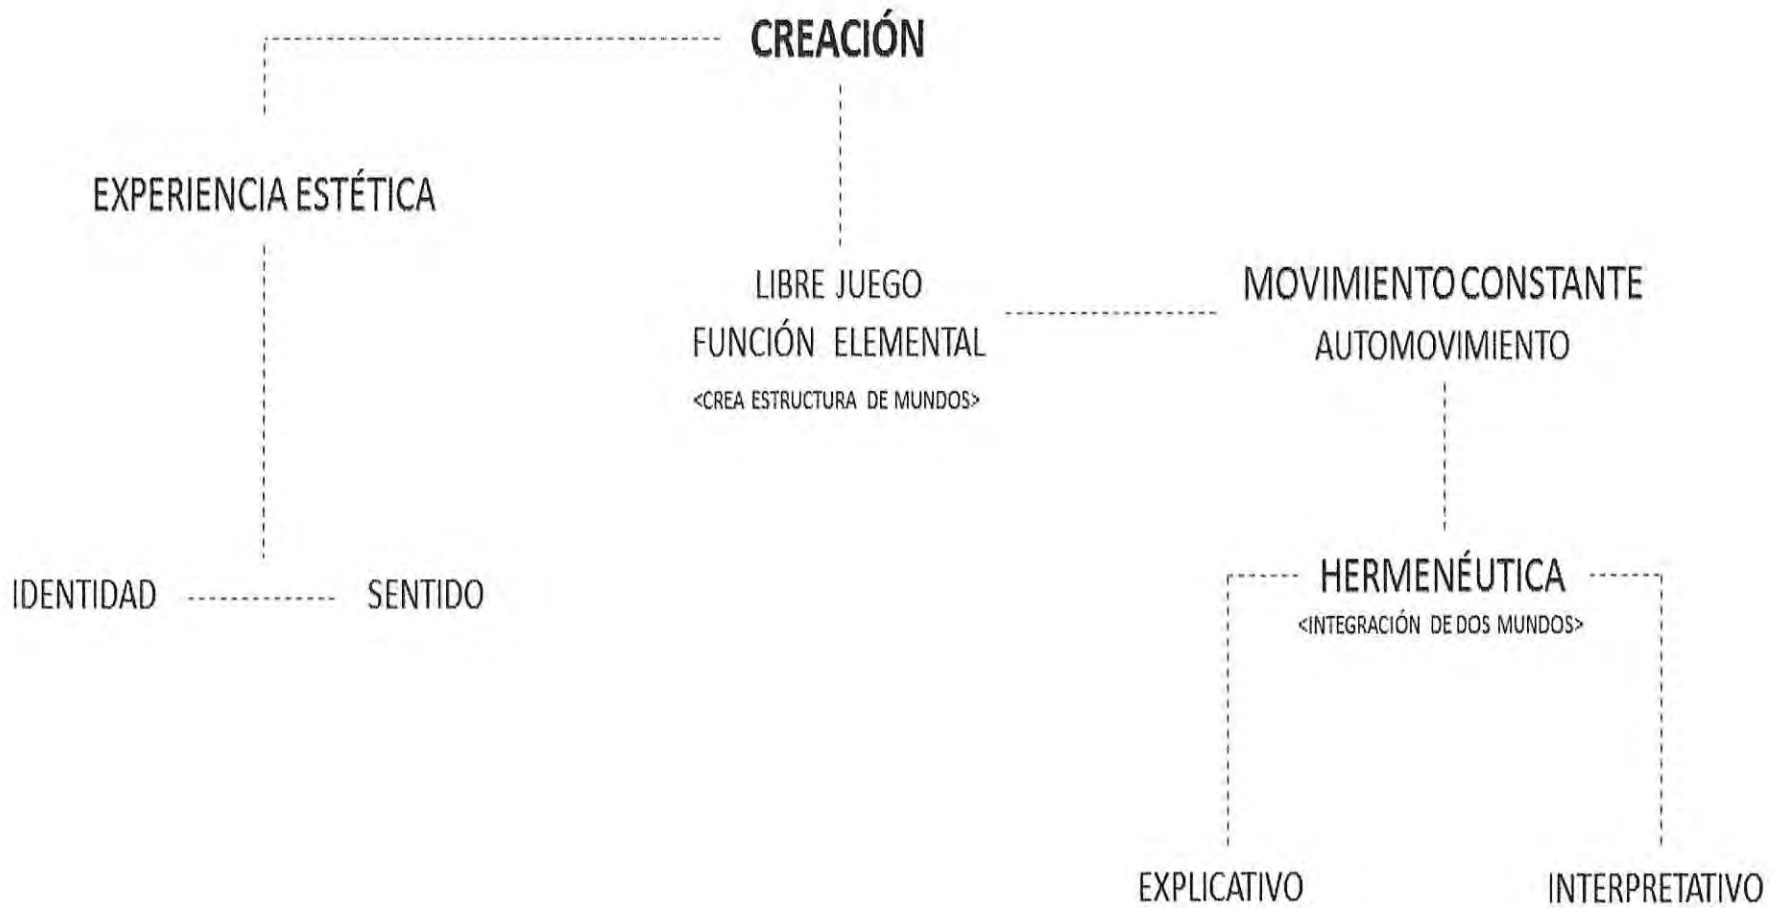 CREACIÓN
EXPERIENCIA ESTÉTICA
LIBRE JUEGO
FUNCIÓN ELEMENTAL
<CREA ESTRUCTURA DE MUNDOS>
MOVIMIENTO CONSTANTE
AUTOMOVIMIENTO
IDENTIDAD
SENTIDO
HERMENÉUTICA
<INTEGRACIÓN DE DOS MUNDOS>
EXPLICATIVO
INTERPRETATIVO